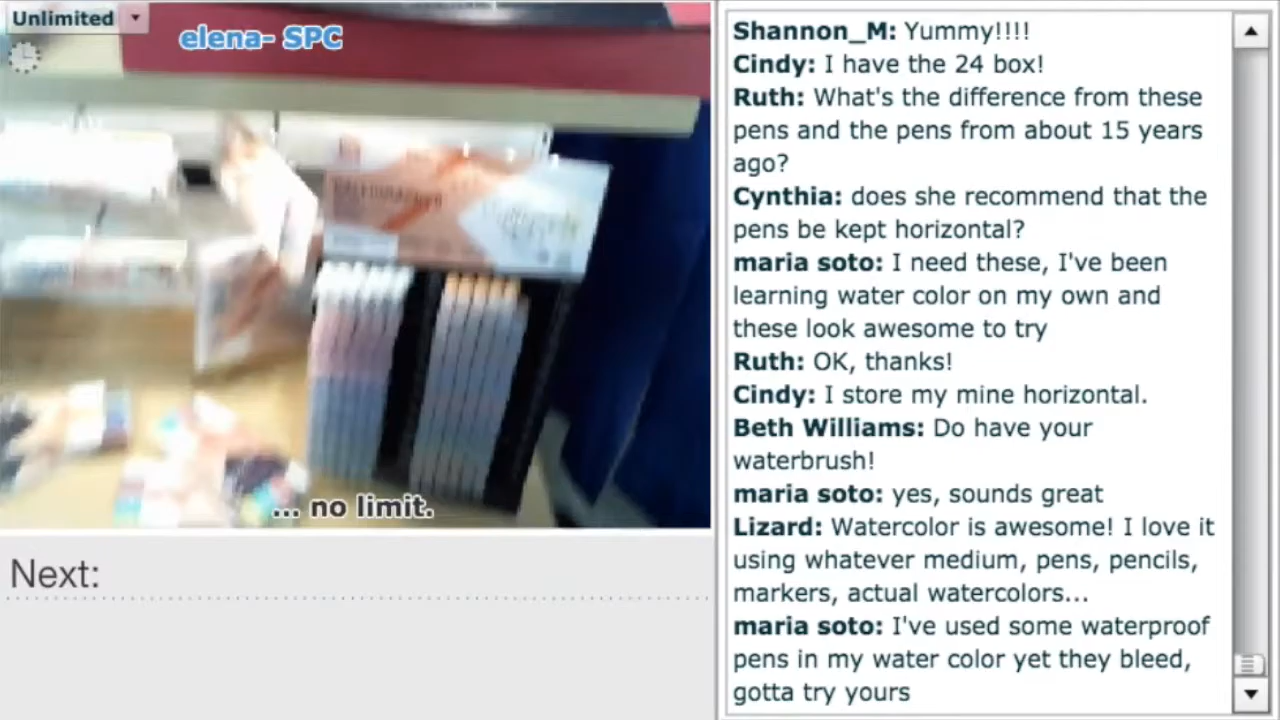 Unlimited
elena- SPC
... no limit.
Next:
Shannon_M: Yummy!!!!
Cindy: I have the 24 box!
Ruth: What's the difference from these
pens and the pens from about 15 years
ago?
Cynthia: does she recommend that the
pens be kept horizontal?
maria soto: I need these, I've been
learning water color on my own and
these look awesome to try
Ruth: OK, thanks!
Cindy: I store my mine horizontal.
Beth Williams: Do have your
waterbrush!
maria soto: yes, sounds great
Lizard: Watercolor is awesome! I love it
using whatever medium, pens, pencils,
markers, actual watercolors...
maria soto: I've used some waterproof
pens in my water color yet they bleed,
gotta try yours